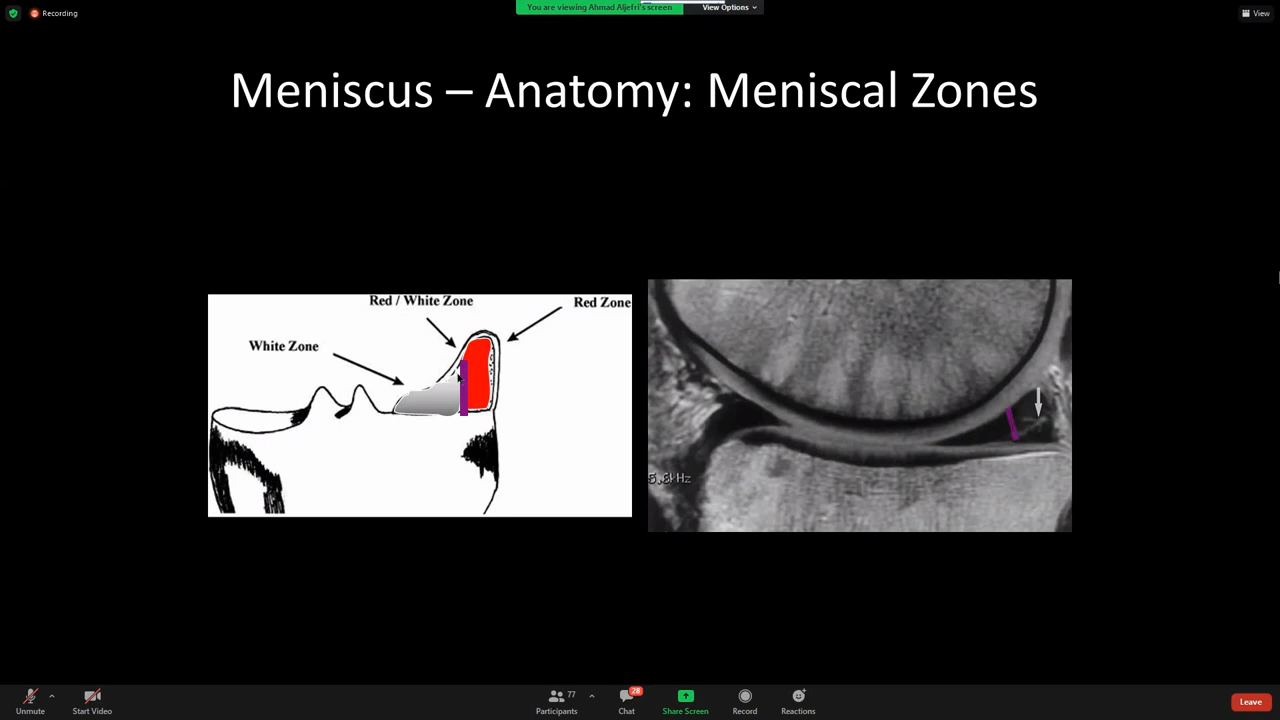 Recording
You are viewing Ahmad Aljefri's screen
View Options
View
Meniscus – Anatomy: Meniscal Zones
Red / White Zone
Red Zone
White Zone
5.8kHz
Unmute
Start Video
Participants
77
Chat
28
Share Screen
Record
Reactions
Leave